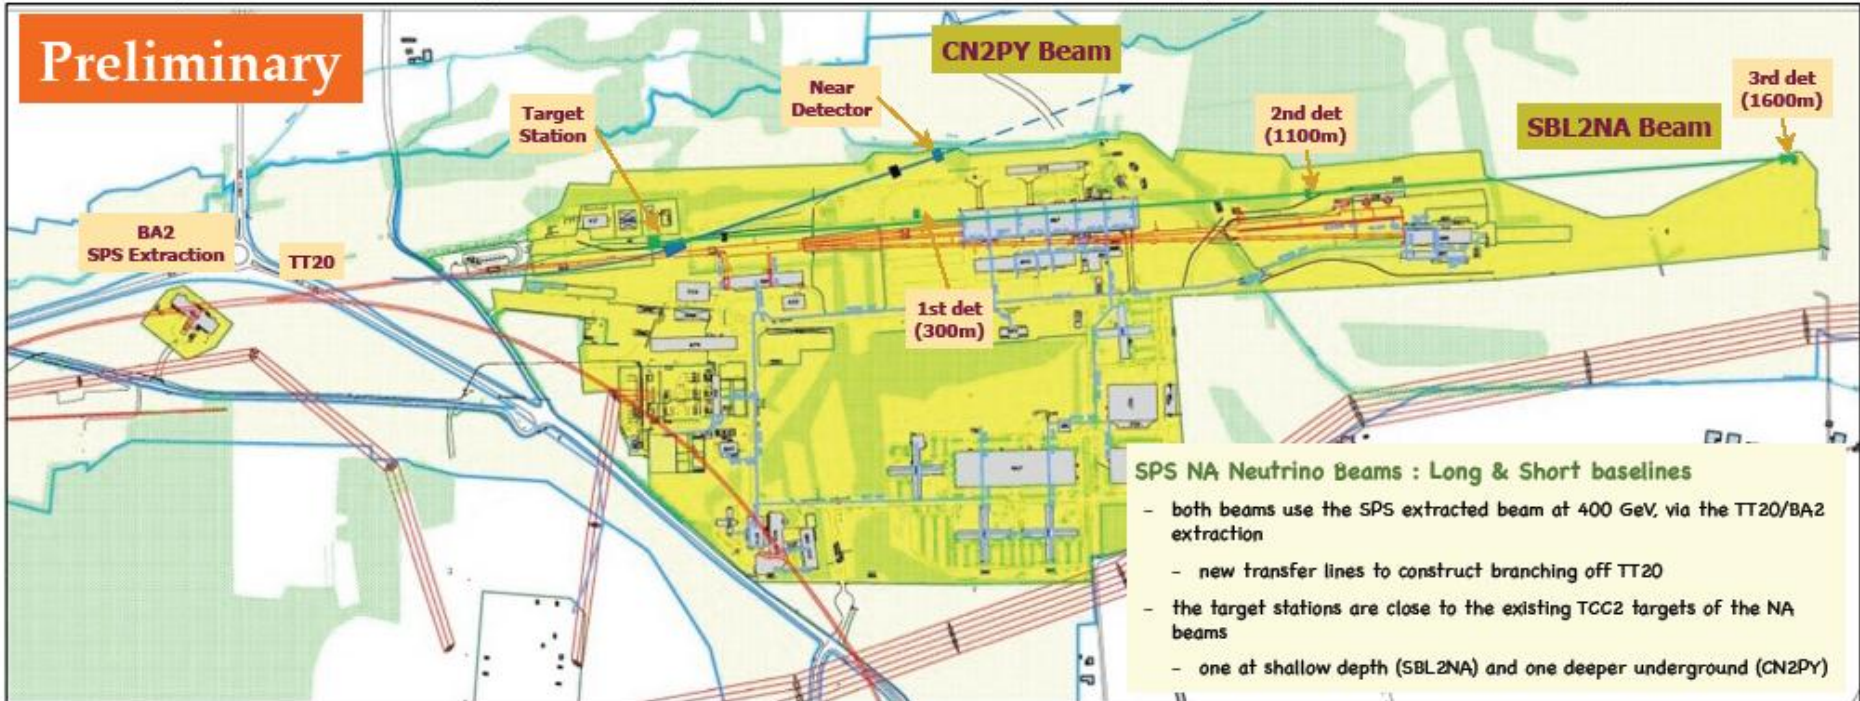 Preliminary
CN2PY Beam
Near
Detector
3rd det
(1600m)
Target
Station
2nd det
(1100m)
SBL2NA Beam
BA2
SPS Extraction
TT20
1st det
(300m)
SPS NA Neutrino Beams : Long & Short baselines
- both beams use the SPS extracted beam at 400 GeV, via the TT20/BA2
extraction
- new transfer lines to construct branching off TT20
- the target stations are close to the existing TCC2 targets of the NA
beams
- one at shallow depth (SBL2NA) and one deeper underground (CN2PY)